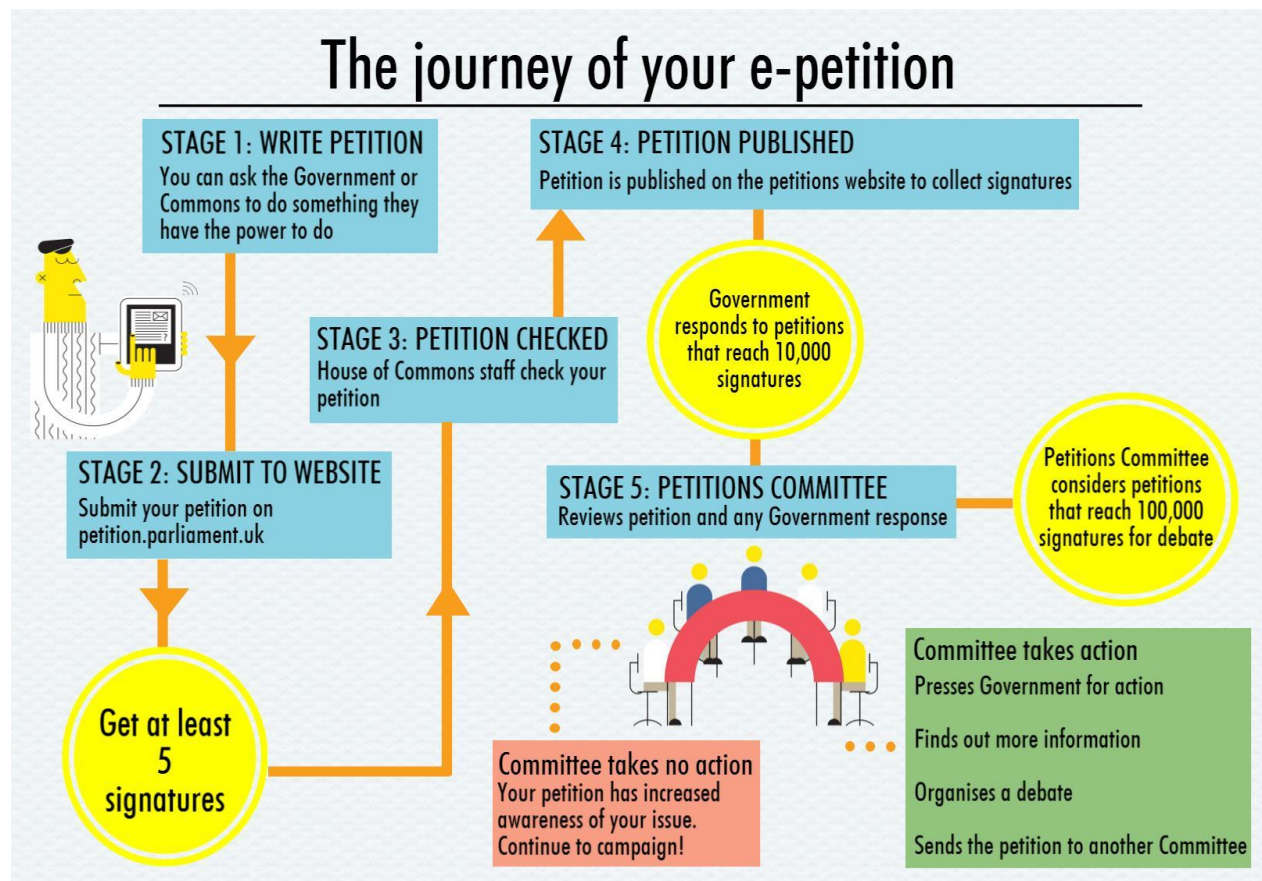 The journey of your e-petition
STAGE 1: WRITE PETITION
You can ask the Government or
Commons to do something they
have the power to do
STAGE 2: SUBMIT TO WEBSITE
Submit your petition on
petition.parliament.uk
Get at least
5
signatures
STAGE 3: PETITION CHECKED
House of Commons staff check your
petition
STAGE 4: PETITION PUBLISHED
Petition is published on the petitions website to collect signatures
Government
responds to petitions
that reach 10,000
signatures
STAGE 5: PETITIONS COMMITTEE
Reviews petition and any Government response
Petitions Committee
considers petitions
that reach 100,000
signatures for debate
Committee takes no action
Your petition has increased
awareness of your issue.
Continue to campaign!
Committee takes action
Presses Government for action
Finds out more information
Organises a debate
Sends the petition to another Committee